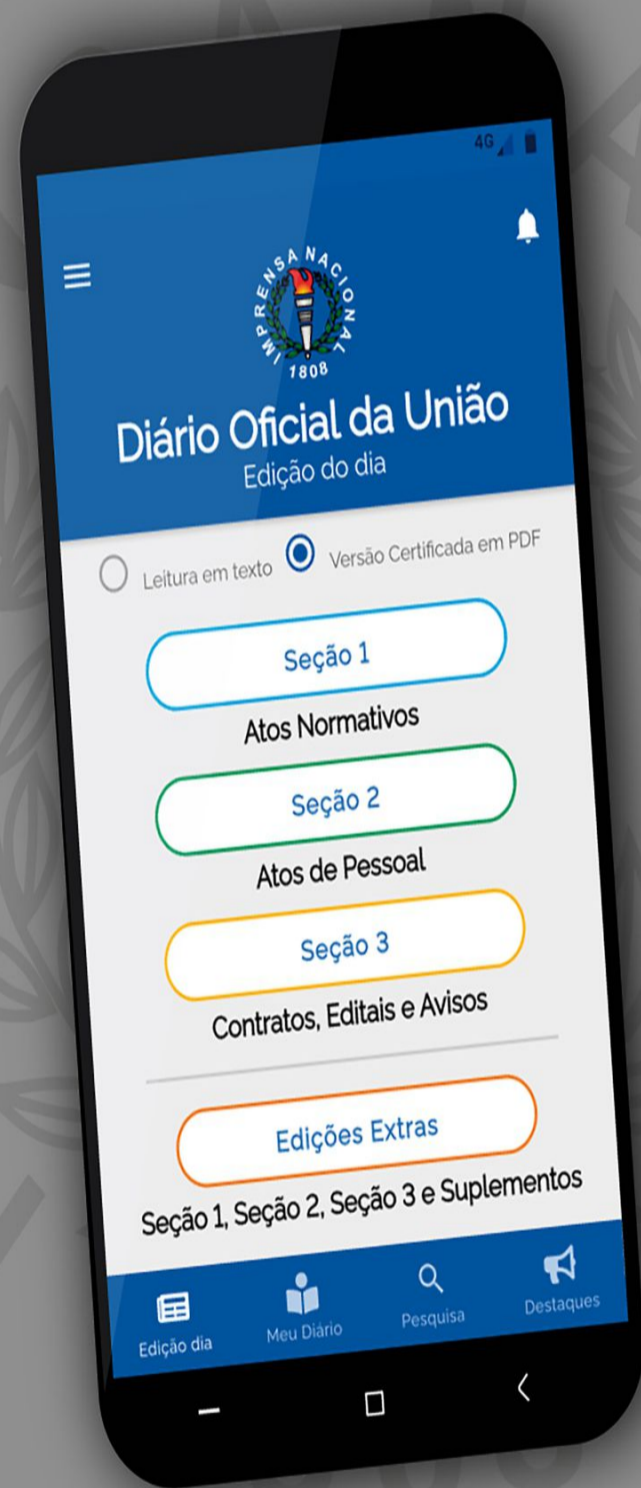 4G
IMPRENSA NACIONAL
1808
Diário Oficial da União
Edição do dia
Leitura em texto Versão Certificada em PDF
Seção 1
Atos Normativos
Seção 2
Atos de Pessoal
Seção 3
Contratos, Editais e Avisos
Edições Extras
Seção 1, Seção 2, Seção 3 e Suplementos
Edição dia Meu Diário Pesquisa Destaques